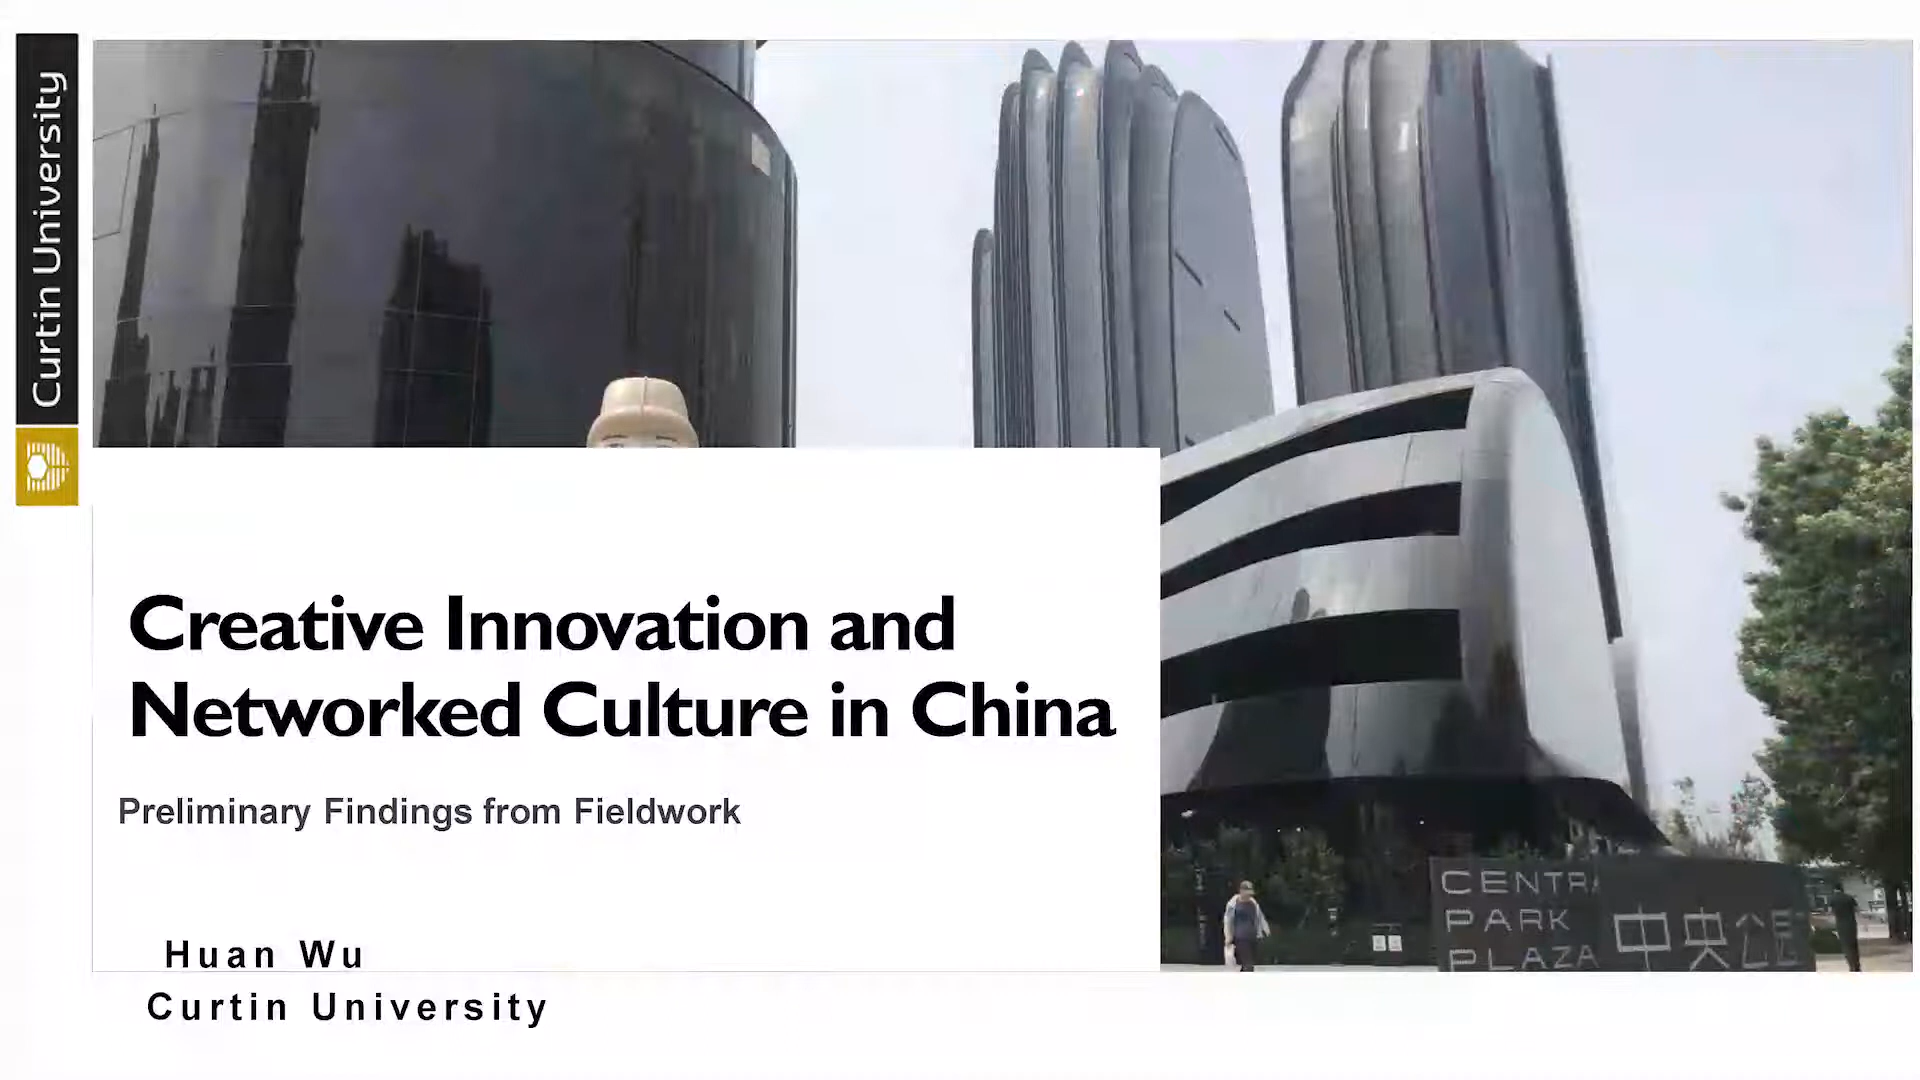 Curtin University
Creative Innovation and
Networked Culture in China
Preliminary Findings from Fieldwork
Huan Wu
Curtin University
CENTRA
PARK
PLAZA
中央公